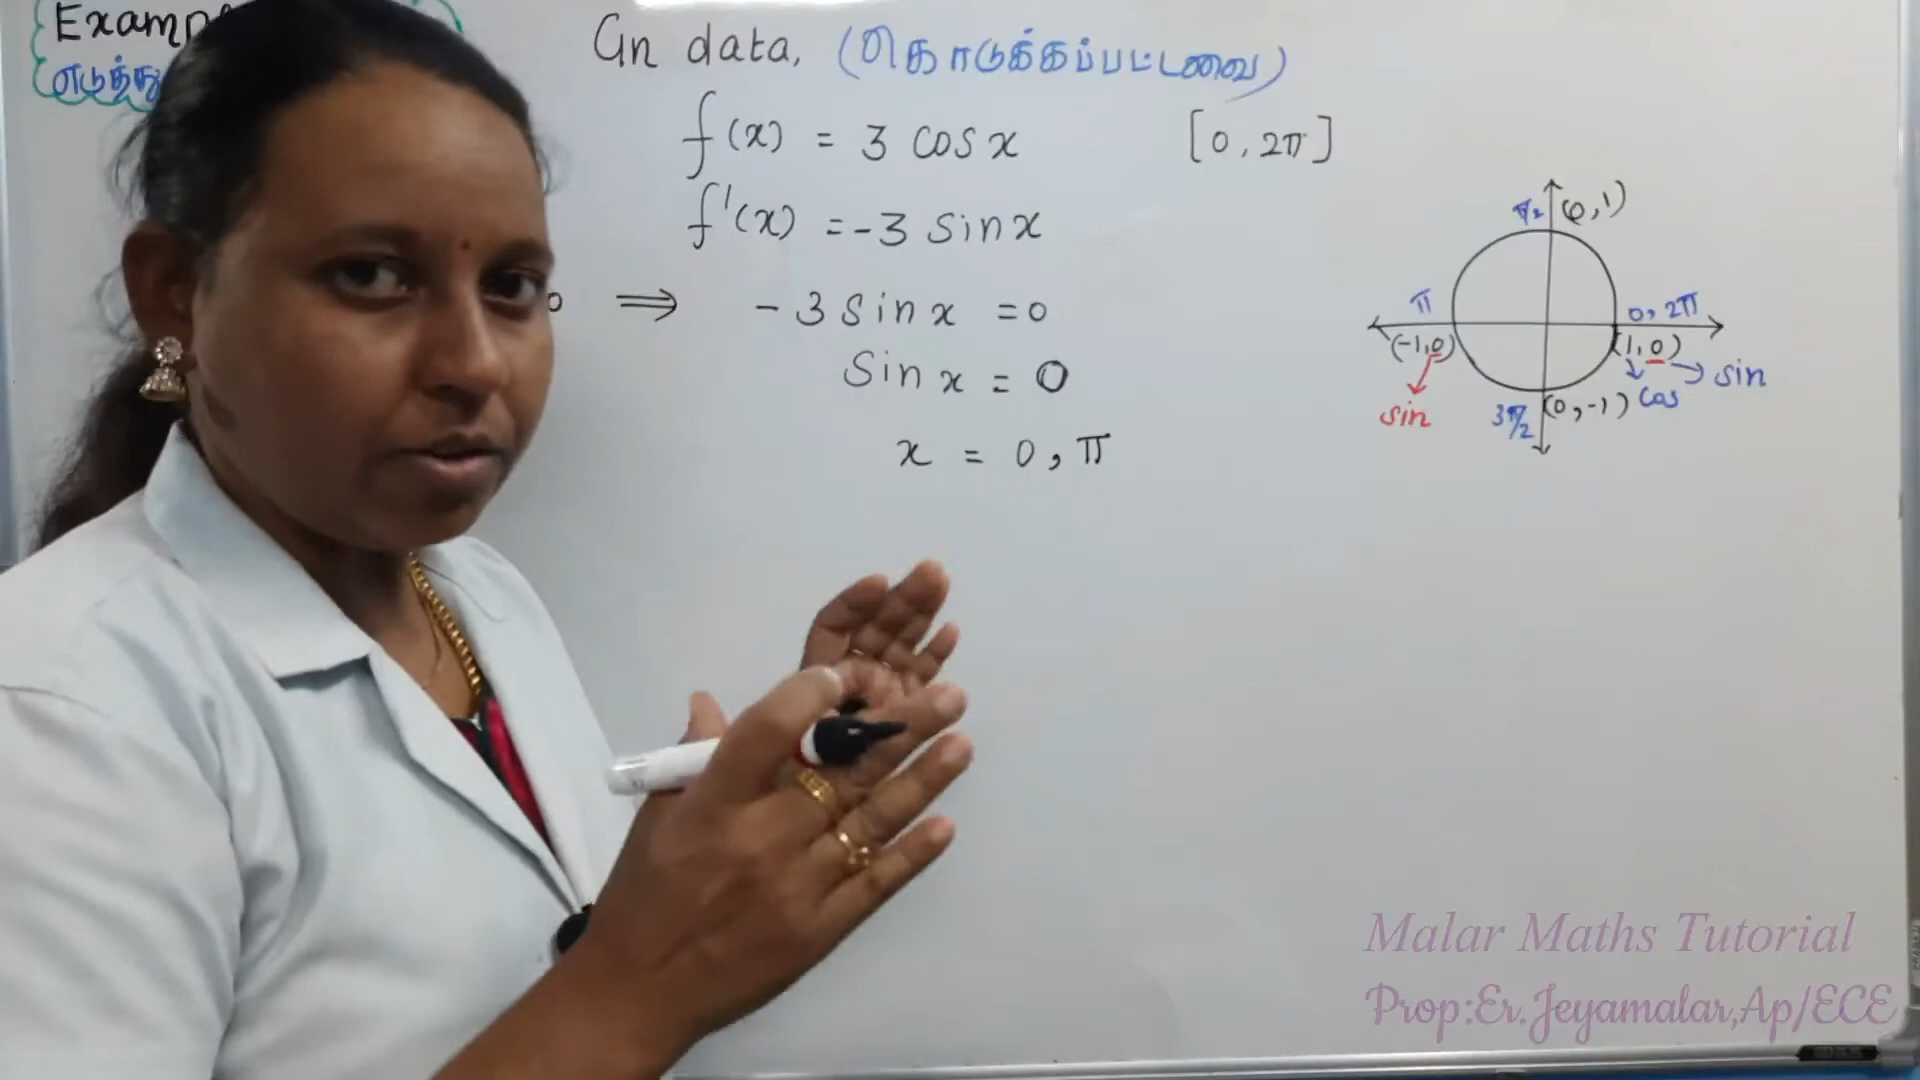 Gn data, (கொடுக்கப்பட்டவை)
f(x) = 3 cos x [0, 2π]
f'(x) = -3 sin x
0 ⟹ -3 sin x = 0
sin x = 0
x = 0, π
π/2 (0, 1)
π 0, 2π
(-1, 0) (1, 0) → sin
sin 3π/2 (0, -1) cos
Malar Maths Tutorial
Prop:Er.Jeyamalar,Ap/ECE